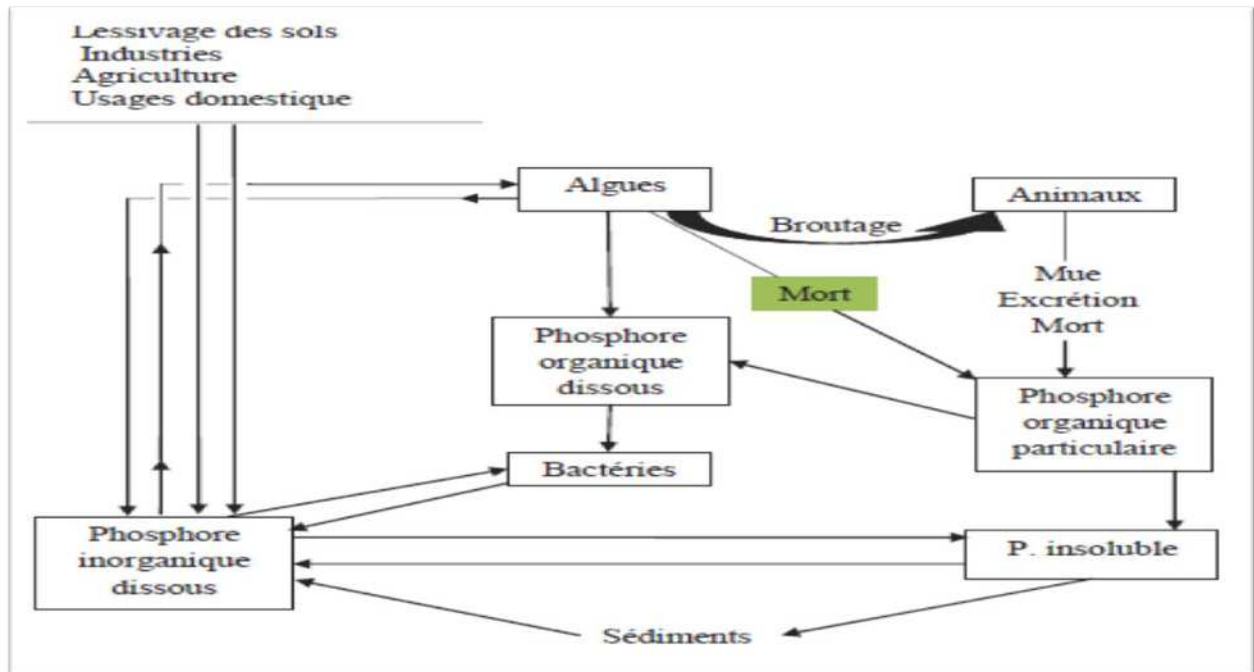 Lessivage des sols
Industries
Agriculture
Usages domestique
Algues
Animaux
Broutage
Mort
Mue
Excrétion
Mort
Phosphore
organique
dissous
Phosphore
organique
particulaire
Bactéries
Phosphore
inorganique
dissous
P. insoluble
Sédiments